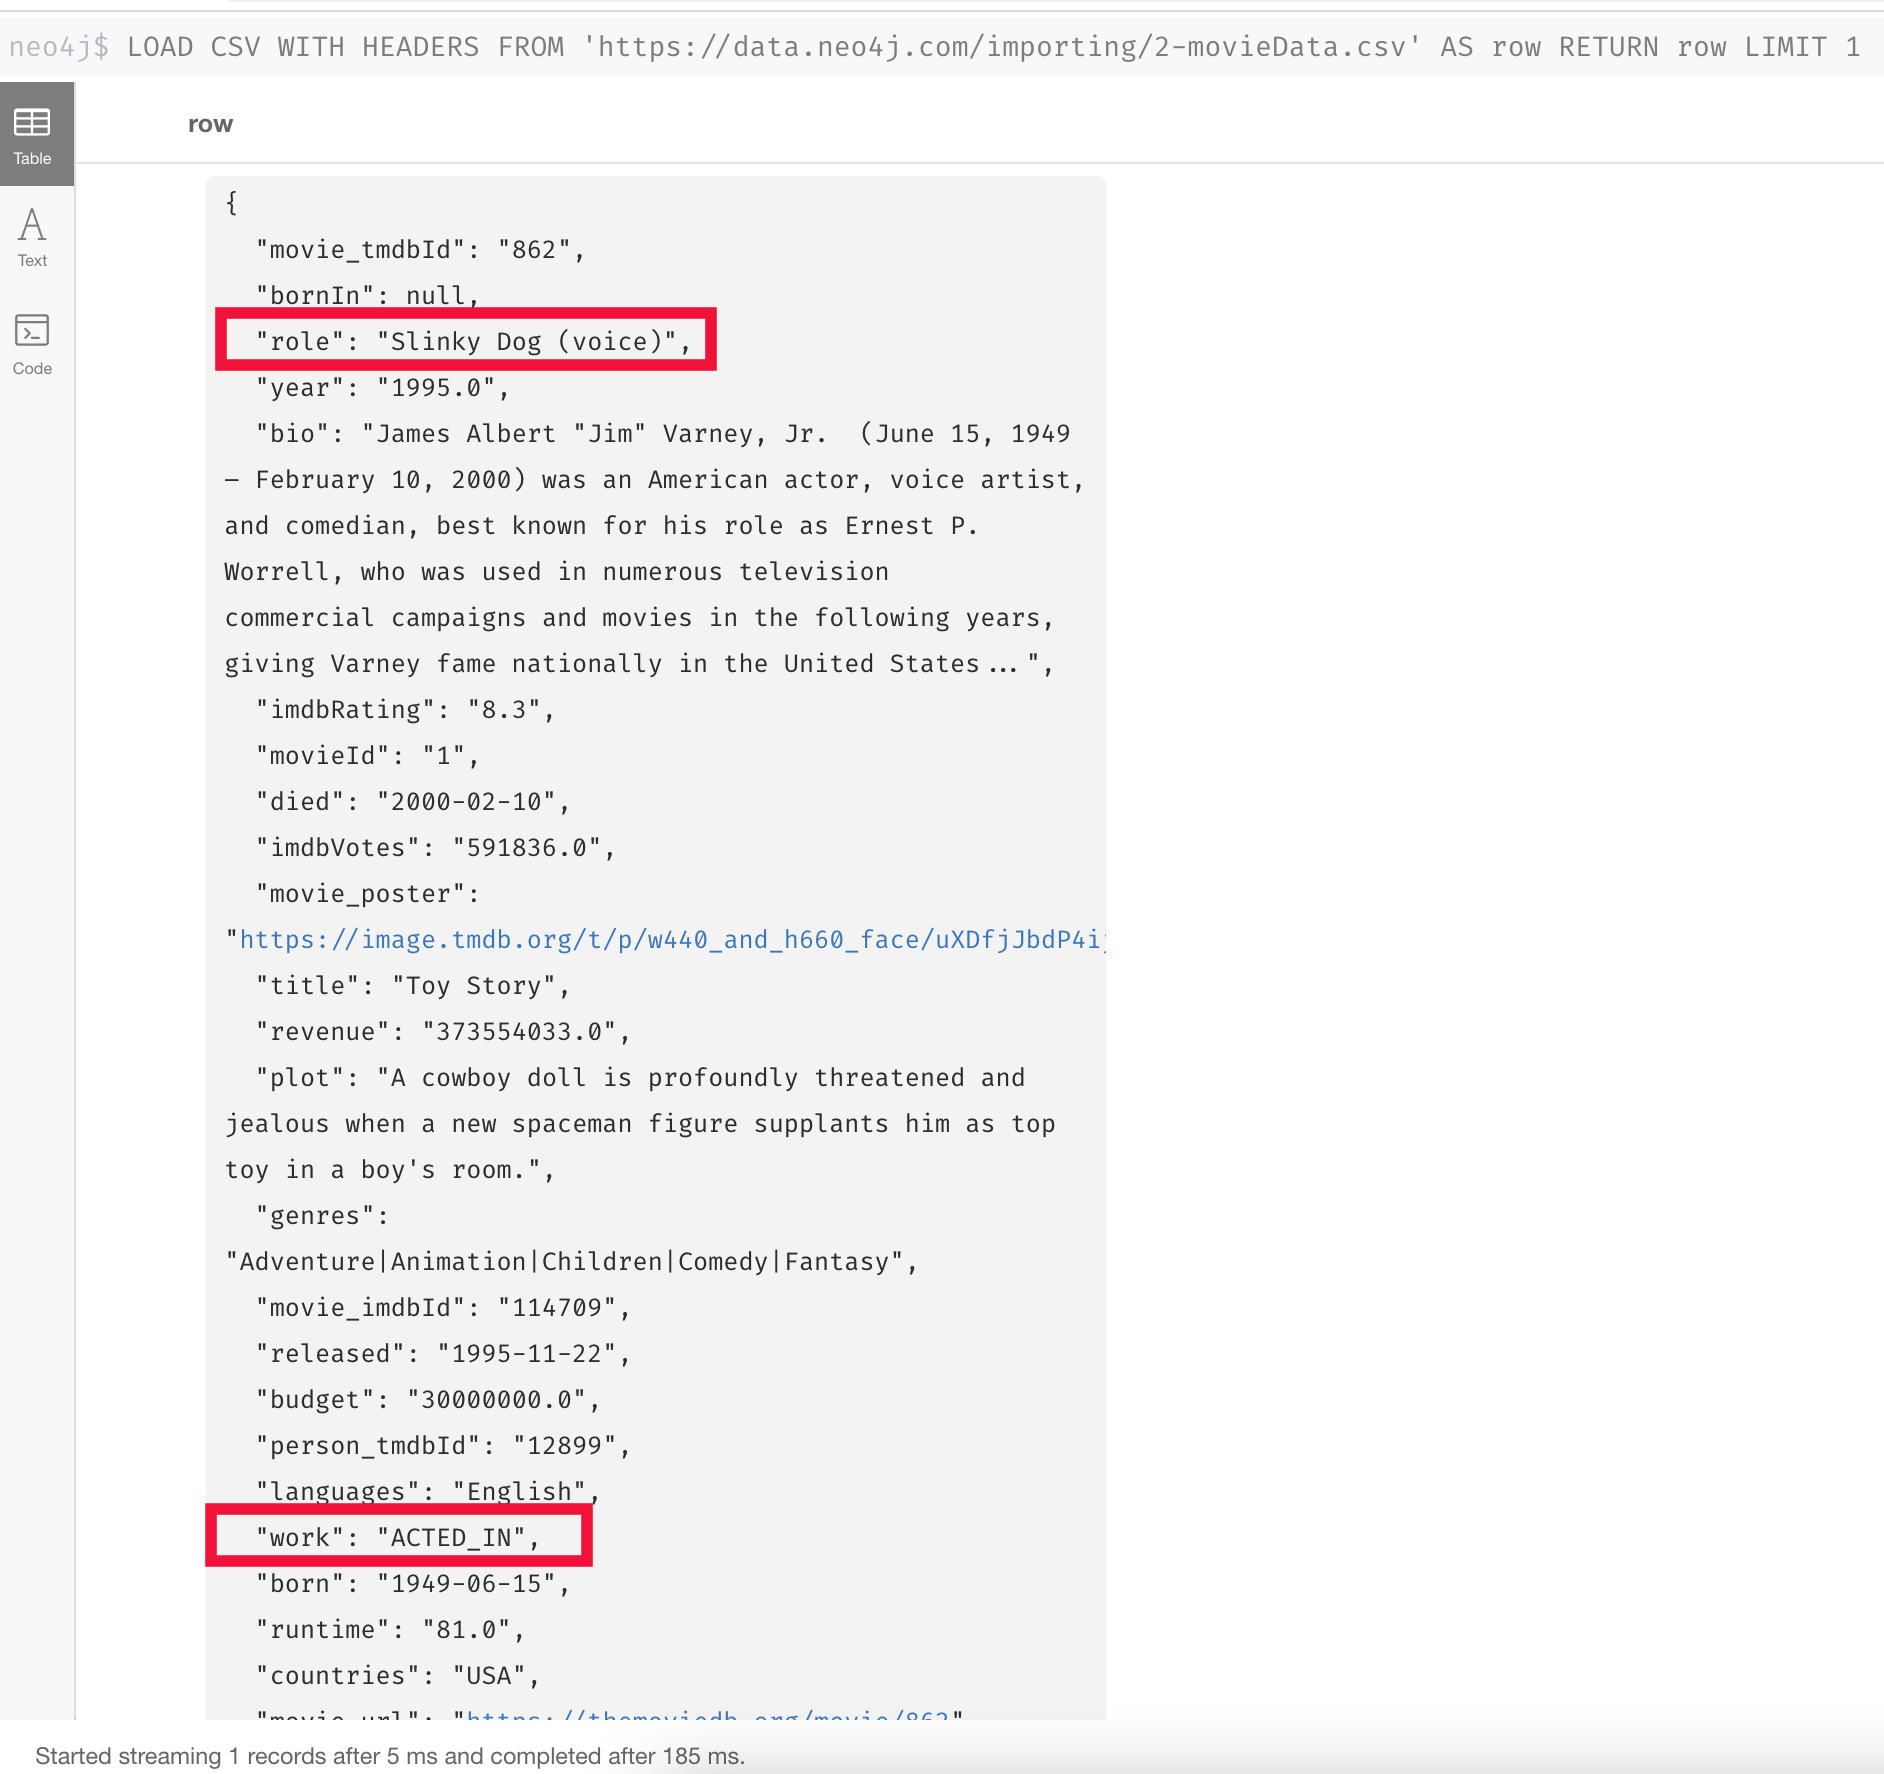 neo4j$ LOAD CSV WITH HEADERS FROM 'https://data.neo4j.com/importing/2-movieData.csv' AS row RETURN row LIMIT 1
Table
Text
Code
row
{
"movie_tmdbId": "862",
"bornIn": null,
"role": "Slinky Dog (voice)",
"year": "1995.0",
"bio": "James Albert "Jim" Varney, Jr.  (June 15, 1949
– February 10, 2000) was an American actor, voice artist,
and comedian, best known for his role as Ernest P.
Worrell, who was used in numerous television
commercial campaigns and movies in the following years,
giving Varney fame nationally in the United States...",
"imdbRating": "8.3",
"movieId": "1",
"died": "2000-02-10",
"imdbVotes": "591836.0",
"movie_poster":
"https://image.tmdb.org/t/p/w440_and_h660_face/uXDfjJbdP4ij
"title": "Toy Story",
"revenue": "373554033.0",
"plot": "A cowboy doll is profoundly threatened and
jealous when a new spaceman figure supplants him as top
toy in a boy's room.",
"genres":
"Adventure|Animation|Children|Comedy|Fantasy",
"movie_imdbId": "114709",
"released": "1995-11-22",
"budget": "30000000.0",
"person_tmdbId": "12899",
"languages": "English",
"work": "ACTED_IN",
"born": "1949-06-15",
"runtime": "81.0",
"countries": "USA",
"movie_url": "https://themoviedb.org/movie/862"
Started streaming 1 records after 5 ms and completed after 185 ms.